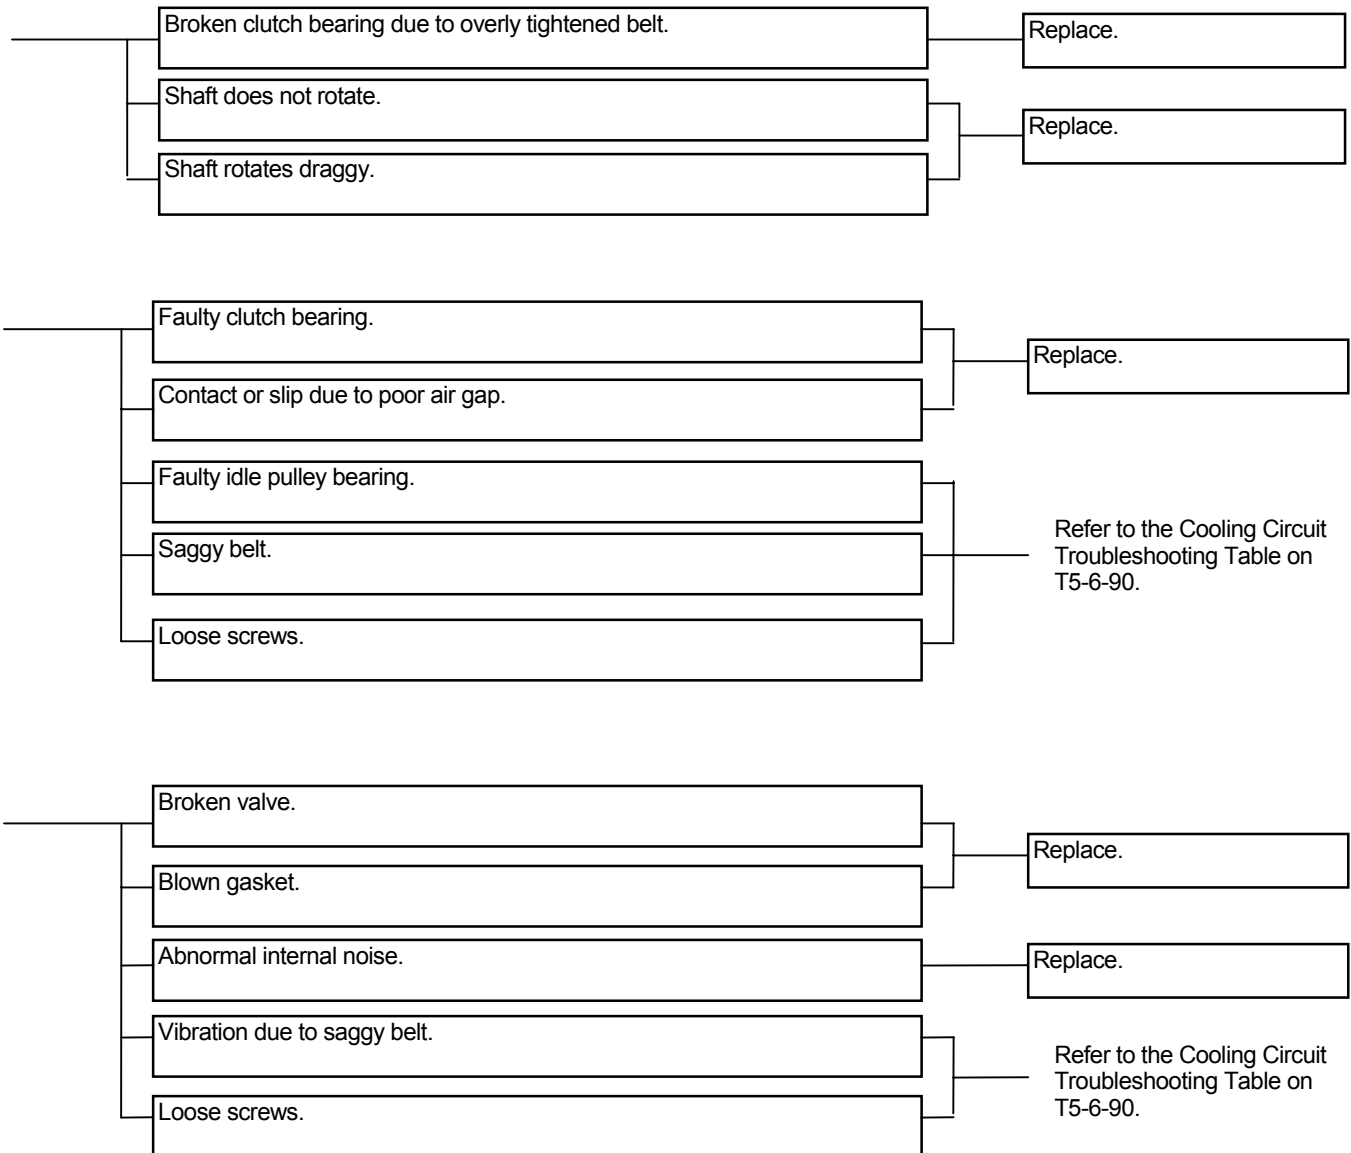 Broken clutch bearing due to overly tightened belt.
Replace.
Shaft does not rotate.
Replace.
Shaft rotates draggy.
Faulty clutch bearing.
Replace.
Contact or slip due to poor air gap.
Faulty idle pulley bearing.
Saggy belt.
Refer to the Cooling Circuit
Troubleshooting Table on
T5-6-90.
Loose screws.
Broken valve.
Replace.
Blown gasket.
Abnormal internal noise.
Replace.
Vibration due to saggy belt.
Refer to the Cooling Circuit
Troubleshooting Table on
T5-6-90.
Loose screws.